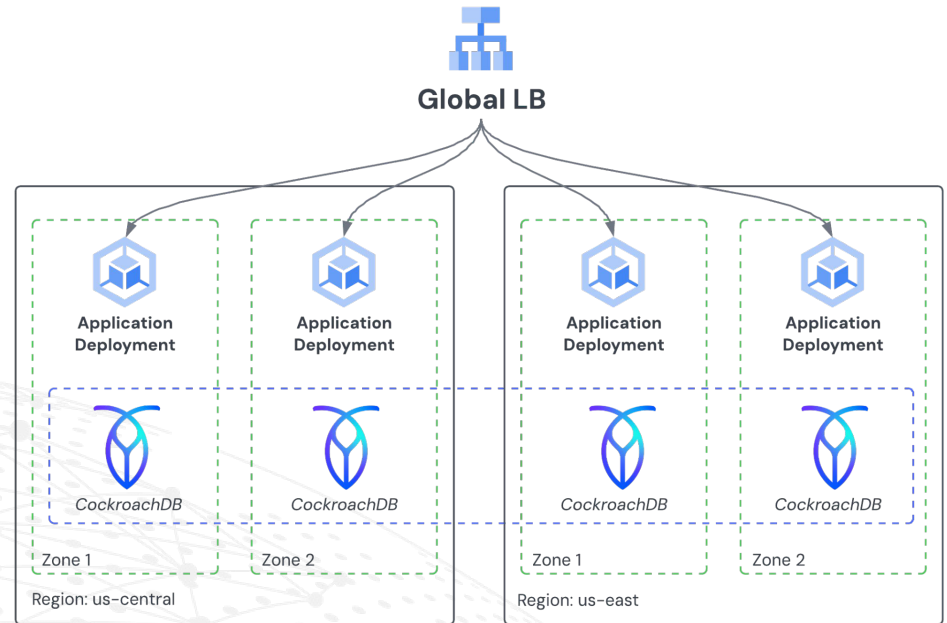 Global LB
Application
Deployment
Application
Deployment
Application
Deployment
Application
Deployment
CockroachDB
CockroachDB
CockroachDB
CockroachDB
Zone 1
Zone 2
Zone 1
Zone 2
Region: us-central
Region: us-east